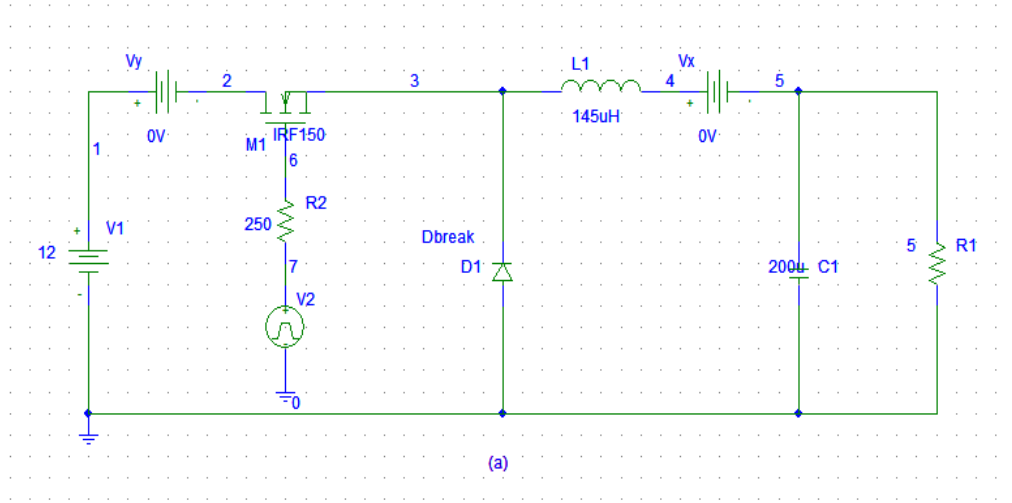 Vy
+
0V
2
M1
IRF150
3
L1
145uH
4
Vx
+
0V
5
1
6
R2
250
+
V1
12
-
Dbreak
D1
7
V2
200u
C1
5
R1
0
(a)